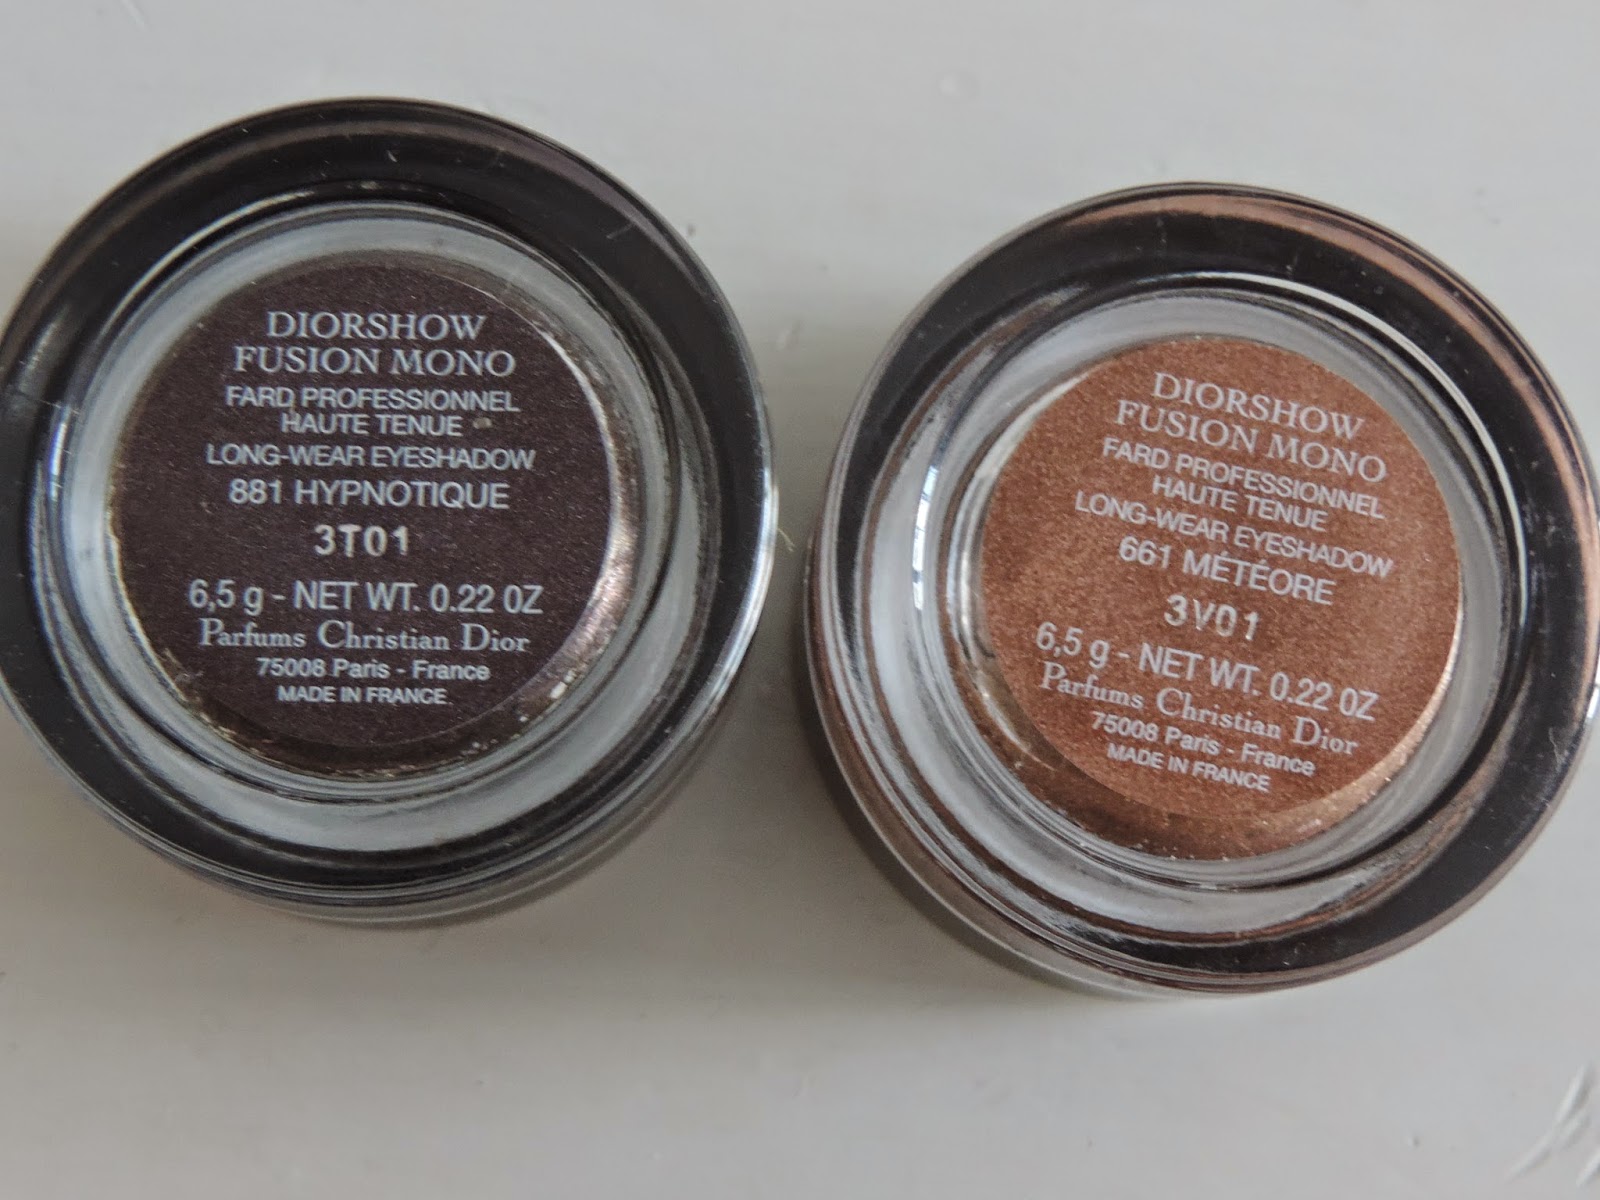 DIORSHOW
FUSION MONO
FARD PROFESSIONNEL
HAUTE TENUE
LONG-WEAR EYESHADOW
881 HYPNOTIQUE
3T01
6,5 g - NET WT. 0.22 OZ
Parfums Christian Dior
75008 Paris - France
MADE IN FRANCE
DIORSHOW
FUSION MONO
FARD PROFESSIONNEL
HAUTE TENUE
LONG-WEAR EYESHADOW
661 MÉTÉORE
3V01
6,5 g - NET WT. 0.22 OZ
Parfums Christian Dior
75008 Paris - France
MADE IN FRANCE